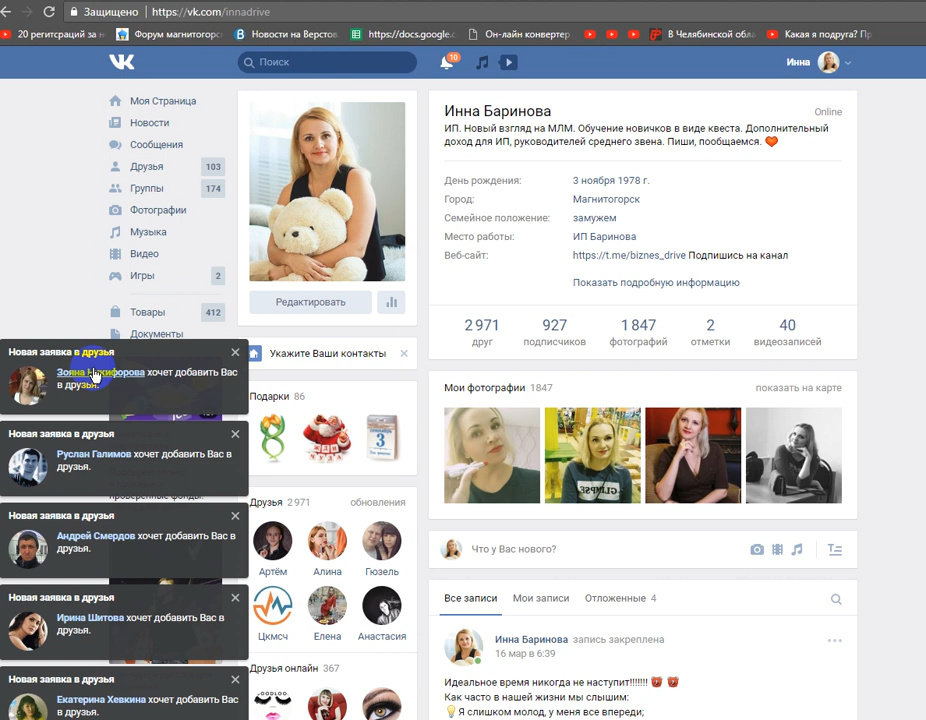 Защищено https://vk.com/innadrive
20 регитсраций за н Форум магнитогорс Новости на Верстов https://docs.google.c Он-лайн конвертер В Челябинской обла Какая я подруга? Пр
Поиск 10 Инна
Моя Страница
Новости
Сообщения
Друзья 103
Группы 174
Фотографии
Музыка
Видео
Игры 2
Товары 412
Документы
Новая заявка в друзья
Зояна Никифорова хочет добавить Вас
в друзья.
Новая заявка в друзья
Руслан Галимов хочет добавить Вас в
друзья.
Новая заявка в друзья
Андрей Смердов хочет добавить Вас в
друзья.
Новая заявка в друзья
Ирина Шитова хочет добавить Вас в
друзья.
Новая заявка в друзья
Екатерина Хевкина хочет добавить Вас
в друзья.
Редактировать
Укажите Ваши контакты
Подарки 86
3
Друзья 2971 обновления
Артём Алина Гюзель
Цкмсч Елена Анастасия
Друзья онлайн 367
Инна Баринова Online
ИП. Новый взгляд на МЛМ. Обучение новичков в виде квеста. Дополнительный
доход для ИП, руководителей среднего звена. Пиши, пообщаемся.
День рождения: 3 ноября 1978 г.
Город: Магнитогорск
Семейное положение: замужем
Место работы: ИП Баринова
Веб-сайт: https://t.me/biznes_drive Подпишись на канал
Показать подробную информацию
2971 927 1847 2 40
друг подписчиков фотографий отметки видеозаписей
Мои фотографии 1847 показать на карте
Что у Вас нового?
Все записи Мои записи Отложенные 4
Инна Баринова запись закреплена
16 мар в 6:39
Идеальное время никогда не наступит!!!!!!!
Как часто в нашей жизни мы слышим:
Я слишком молод, у меня все впереди;